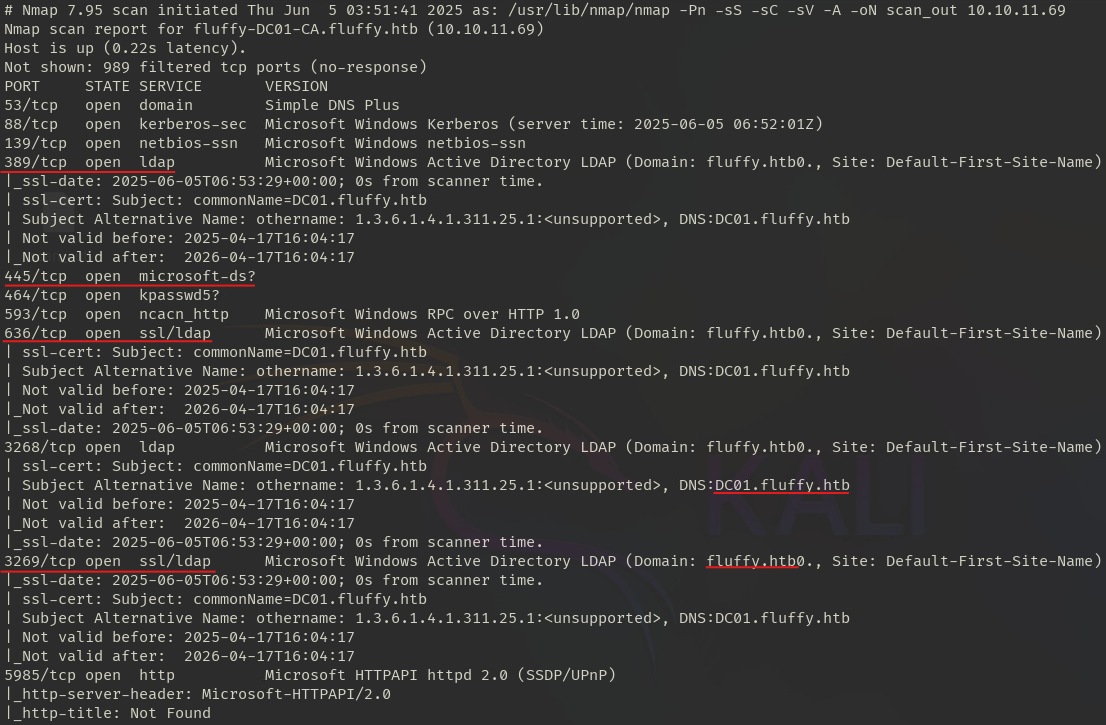 # Nmap 7.95 scan initiated Thu Jun  5 03:51:41 2025 as: /usr/lib/nmap/nmap -Pn -sS -sC -sV -A -oN scan_out 10.10.11.69
Nmap scan report for fluffy-DC01-CA.fluffy.htb (10.10.11.69)
Host is up (0.22s latency).
Not shown: 989 filtered tcp ports (no-response)
PORT     STATE SERVICE       VERSION
53/tcp   open  domain        Simple DNS Plus
88/tcp   open  kerberos-sec  Microsoft Windows Kerberos (server time: 2025-06-05 06:52:01Z)
139/tcp  open  netbios-ssn   Microsoft Windows netbios-ssn
389/tcp  open  ldap          Microsoft Windows Active Directory LDAP (Domain: fluffy.htb0., Site: Default-First-Site-Name)
|_ssl-date: 2025-06-05T06:53:29+00:00; 0s from scanner time.
| ssl-cert: Subject: commonName=DC01.fluffy.htb
| Subject Alternative Name: othername: 1.3.6.1.4.1.311.25.1:<unsupported>, DNS:DC01.fluffy.htb
| Not valid before: 2025-04-17T16:04:17
|_Not valid after:  2026-04-17T16:04:17
445/tcp  open  microsoft-ds?
464/tcp  open  kpasswd5?
593/tcp  open  ncacn_http    Microsoft Windows RPC over HTTP 1.0
636/tcp  open  ssl/ldap      Microsoft Windows Active Directory LDAP (Domain: fluffy.htb0., Site: Default-First-Site-Name)
| ssl-cert: Subject: commonName=DC01.fluffy.htb
| Subject Alternative Name: othername: 1.3.6.1.4.1.311.25.1:<unsupported>, DNS:DC01.fluffy.htb
| Not valid before: 2025-04-17T16:04:17
|_Not valid after:  2026-04-17T16:04:17
|_ssl-date: 2025-06-05T06:53:29+00:00; 0s from scanner time.
3268/tcp open  ldap          Microsoft Windows Active Directory LDAP (Domain: fluffy.htb0., Site: Default-First-Site-Name)
| ssl-cert: Subject: commonName=DC01.fluffy.htb
| Subject Alternative Name: othername: 1.3.6.1.4.1.311.25.1:<unsupported>, DNS:DC01.fluffy.htb
| Not valid before: 2025-04-17T16:04:17
|_Not valid after:  2026-04-17T16:04:17
|_ssl-date: 2025-06-05T06:53:29+00:00; 0s from scanner time.
3269/tcp open  ssl/ldap      Microsoft Windows Active Directory LDAP (Domain: fluffy.htb0., Site: Default-First-Site-Name)
|_ssl-date: 2025-06-05T06:53:29+00:00; 0s from scanner time.
| ssl-cert: Subject: commonName=DC01.fluffy.htb
| Subject Alternative Name: othername: 1.3.6.1.4.1.311.25.1:<unsupported>, DNS:DC01.fluffy.htb
| Not valid before: 2025-04-17T16:04:17
|_Not valid after:  2026-04-17T16:04:17
5985/tcp open  http          Microsoft HTTPAPI httpd 2.0 (SSDP/UPnP)
|_http-server-header: Microsoft-HTTPAPI/2.0
|_http-title: Not Found
KALI